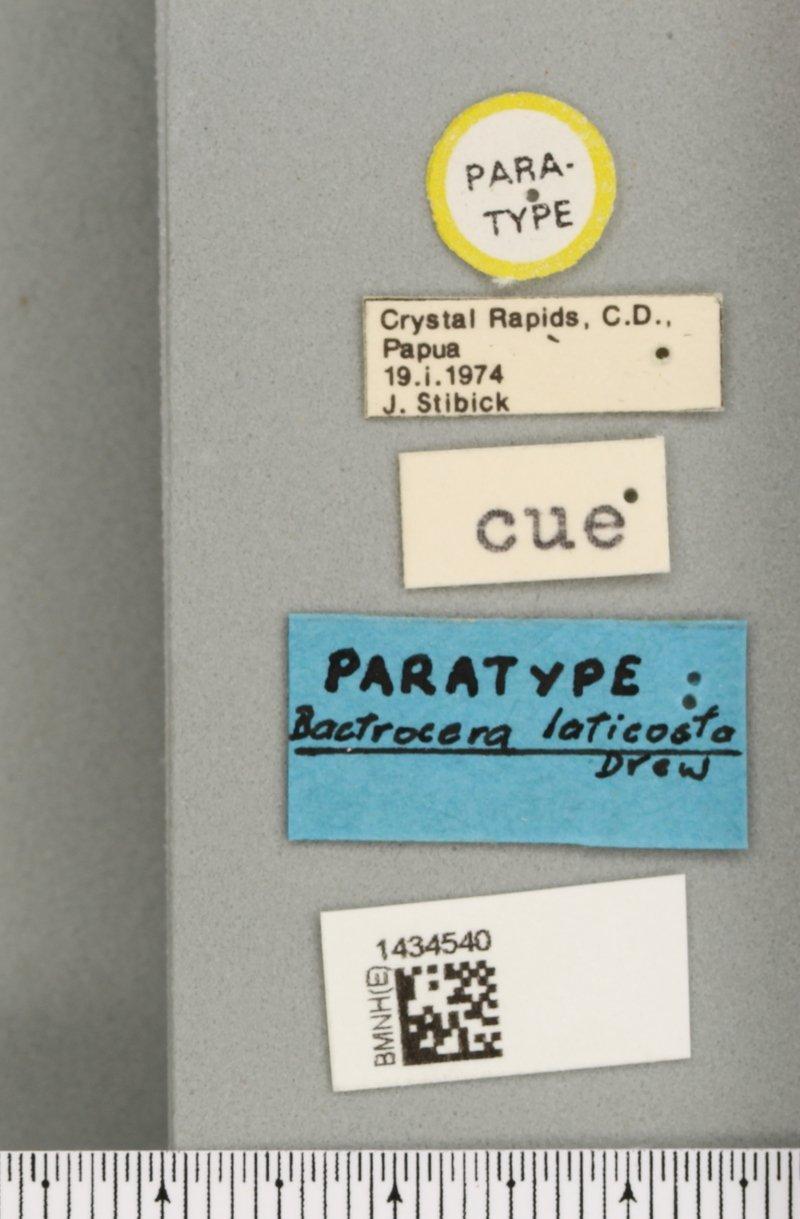 PARA-
TYPE
Crystal Rapids, C.D.,
Papua
19.i.1974
J. Stibick
cue
PARATYPE :
Bactrocera laticosta
Drew
1434540
BMNH(E)